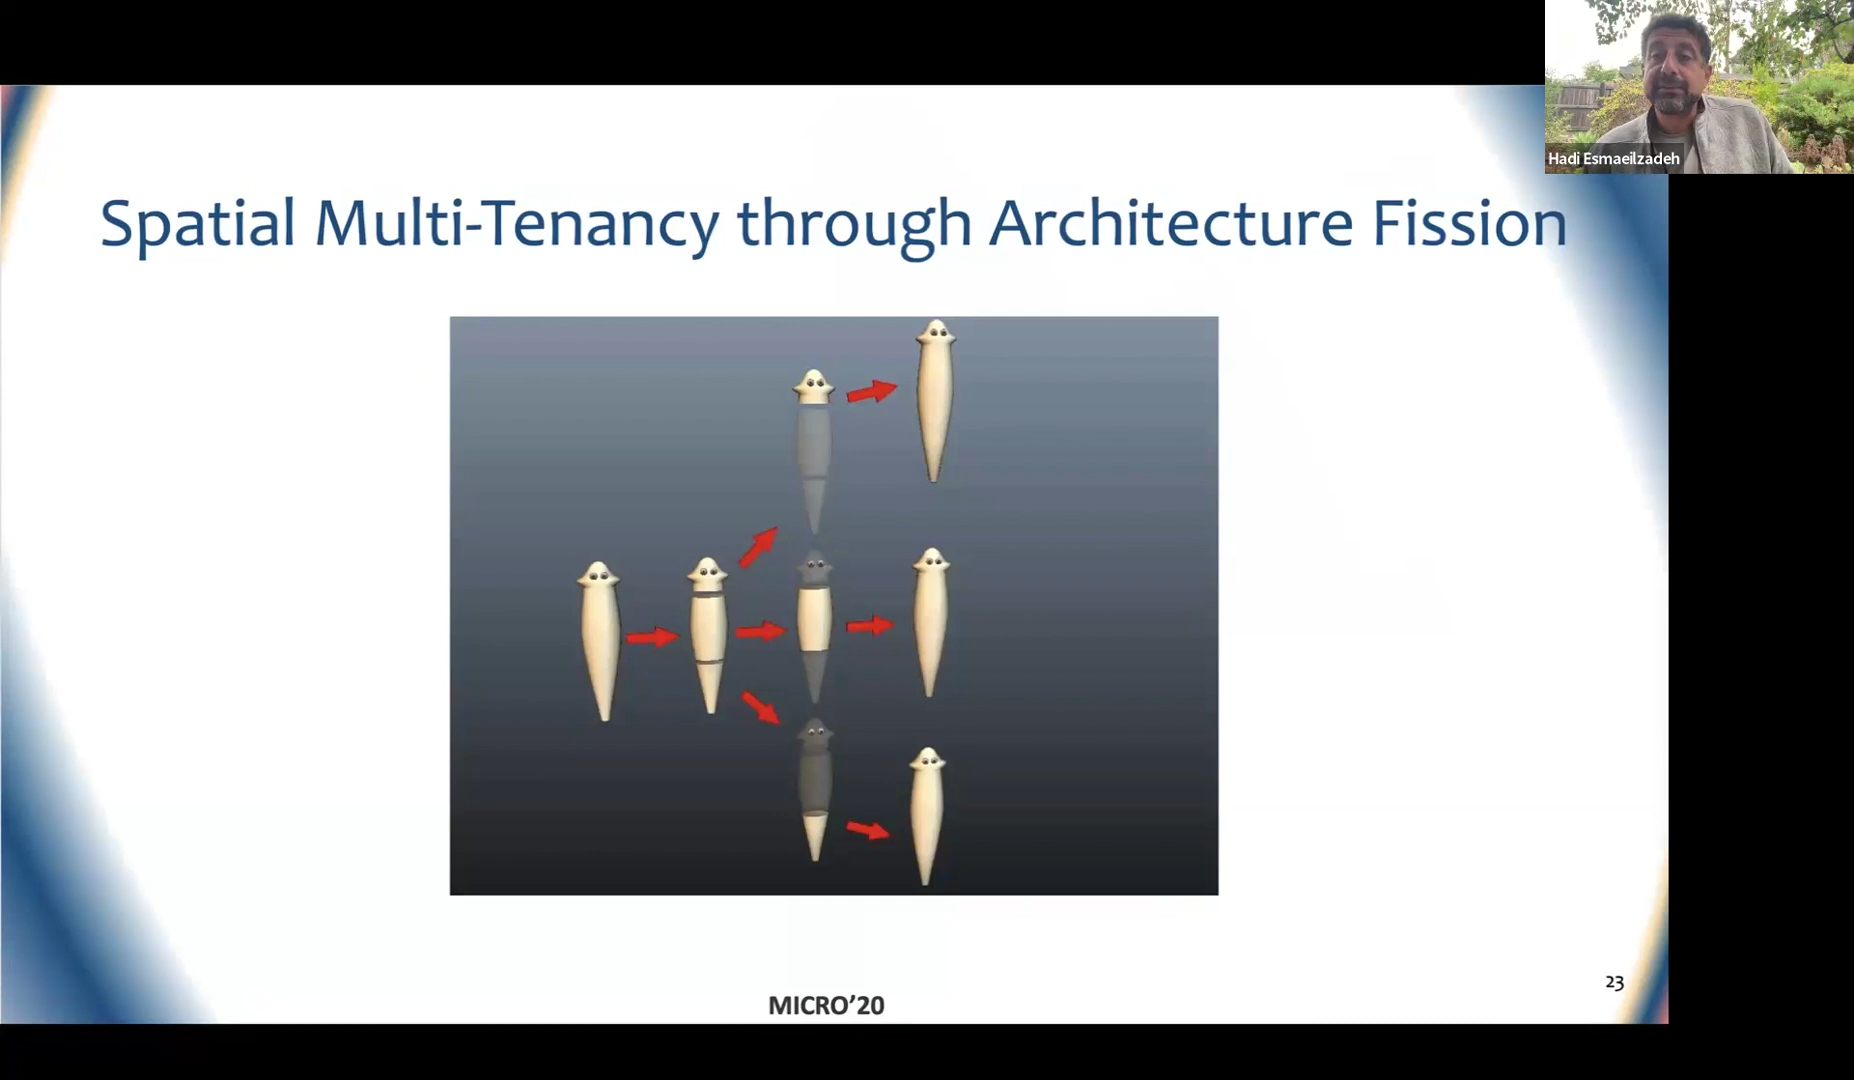 Hadi Esmaeilzadeh
Spatial Multi-Tenancy through Architecture Fission
23
MICRO’20